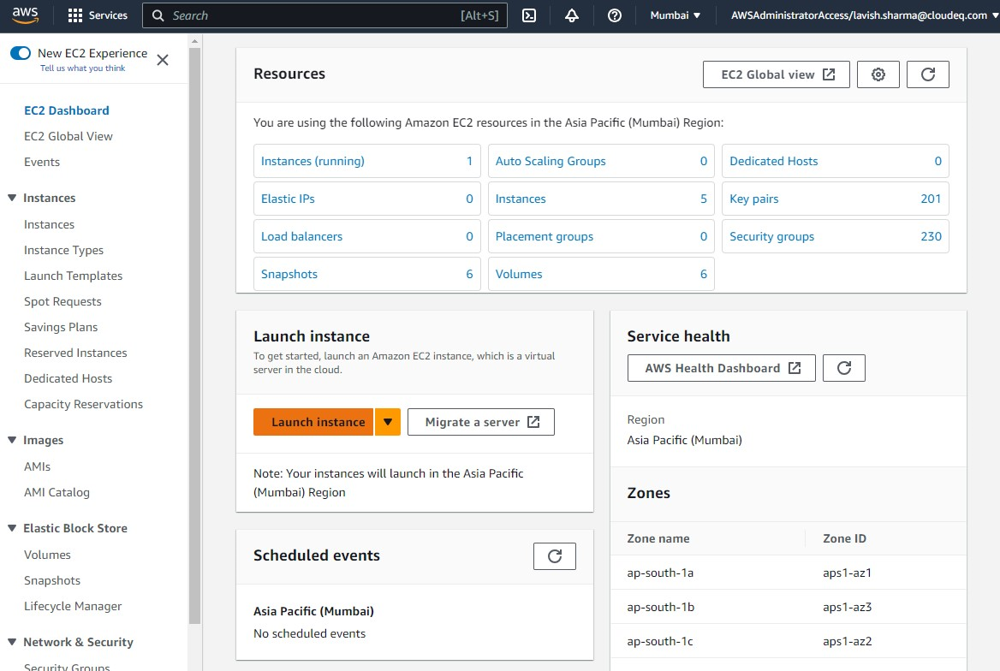 aws
Services
Search
[Alt+S]
Mumbai
AWSAdministratorAccess/lavish.sharma@cloudeq.com
New EC2 Experience
Tell us what you think
EC2 Dashboard
EC2 Global View
Events
Instances
Instances
Instance Types
Launch Templates
Spot Requests
Savings Plans
Reserved Instances
Dedicated Hosts
Capacity Reservations
Images
AMIs
AMI Catalog
Elastic Block Store
Volumes
Snapshots
Lifecycle Manager
Network & Security
Security Groups
Resources
EC2 Global view
You are using the following Amazon EC2 resources in the Asia Pacific (Mumbai) Region:
Instances (running) 1
Auto Scaling Groups 0
Dedicated Hosts 0
Elastic IPs 0
Instances 5
Key pairs 201
Load balancers 0
Placement groups 0
Security groups 230
Snapshots 6
Volumes 6
Launch instance
To get started, launch an Amazon EC2 instance, which is a virtual
server in the cloud.
Launch instance
Migrate a server
Note: Your instances will launch in the Asia Pacific
(Mumbai) Region
Scheduled events
Asia Pacific (Mumbai)
No scheduled events
Service health
AWS Health Dashboard
Region
Asia Pacific (Mumbai)
Zones
Zone name Zone ID
ap-south-1a aps1-az1
ap-south-1b aps1-az3
ap-south-1c aps1-az2